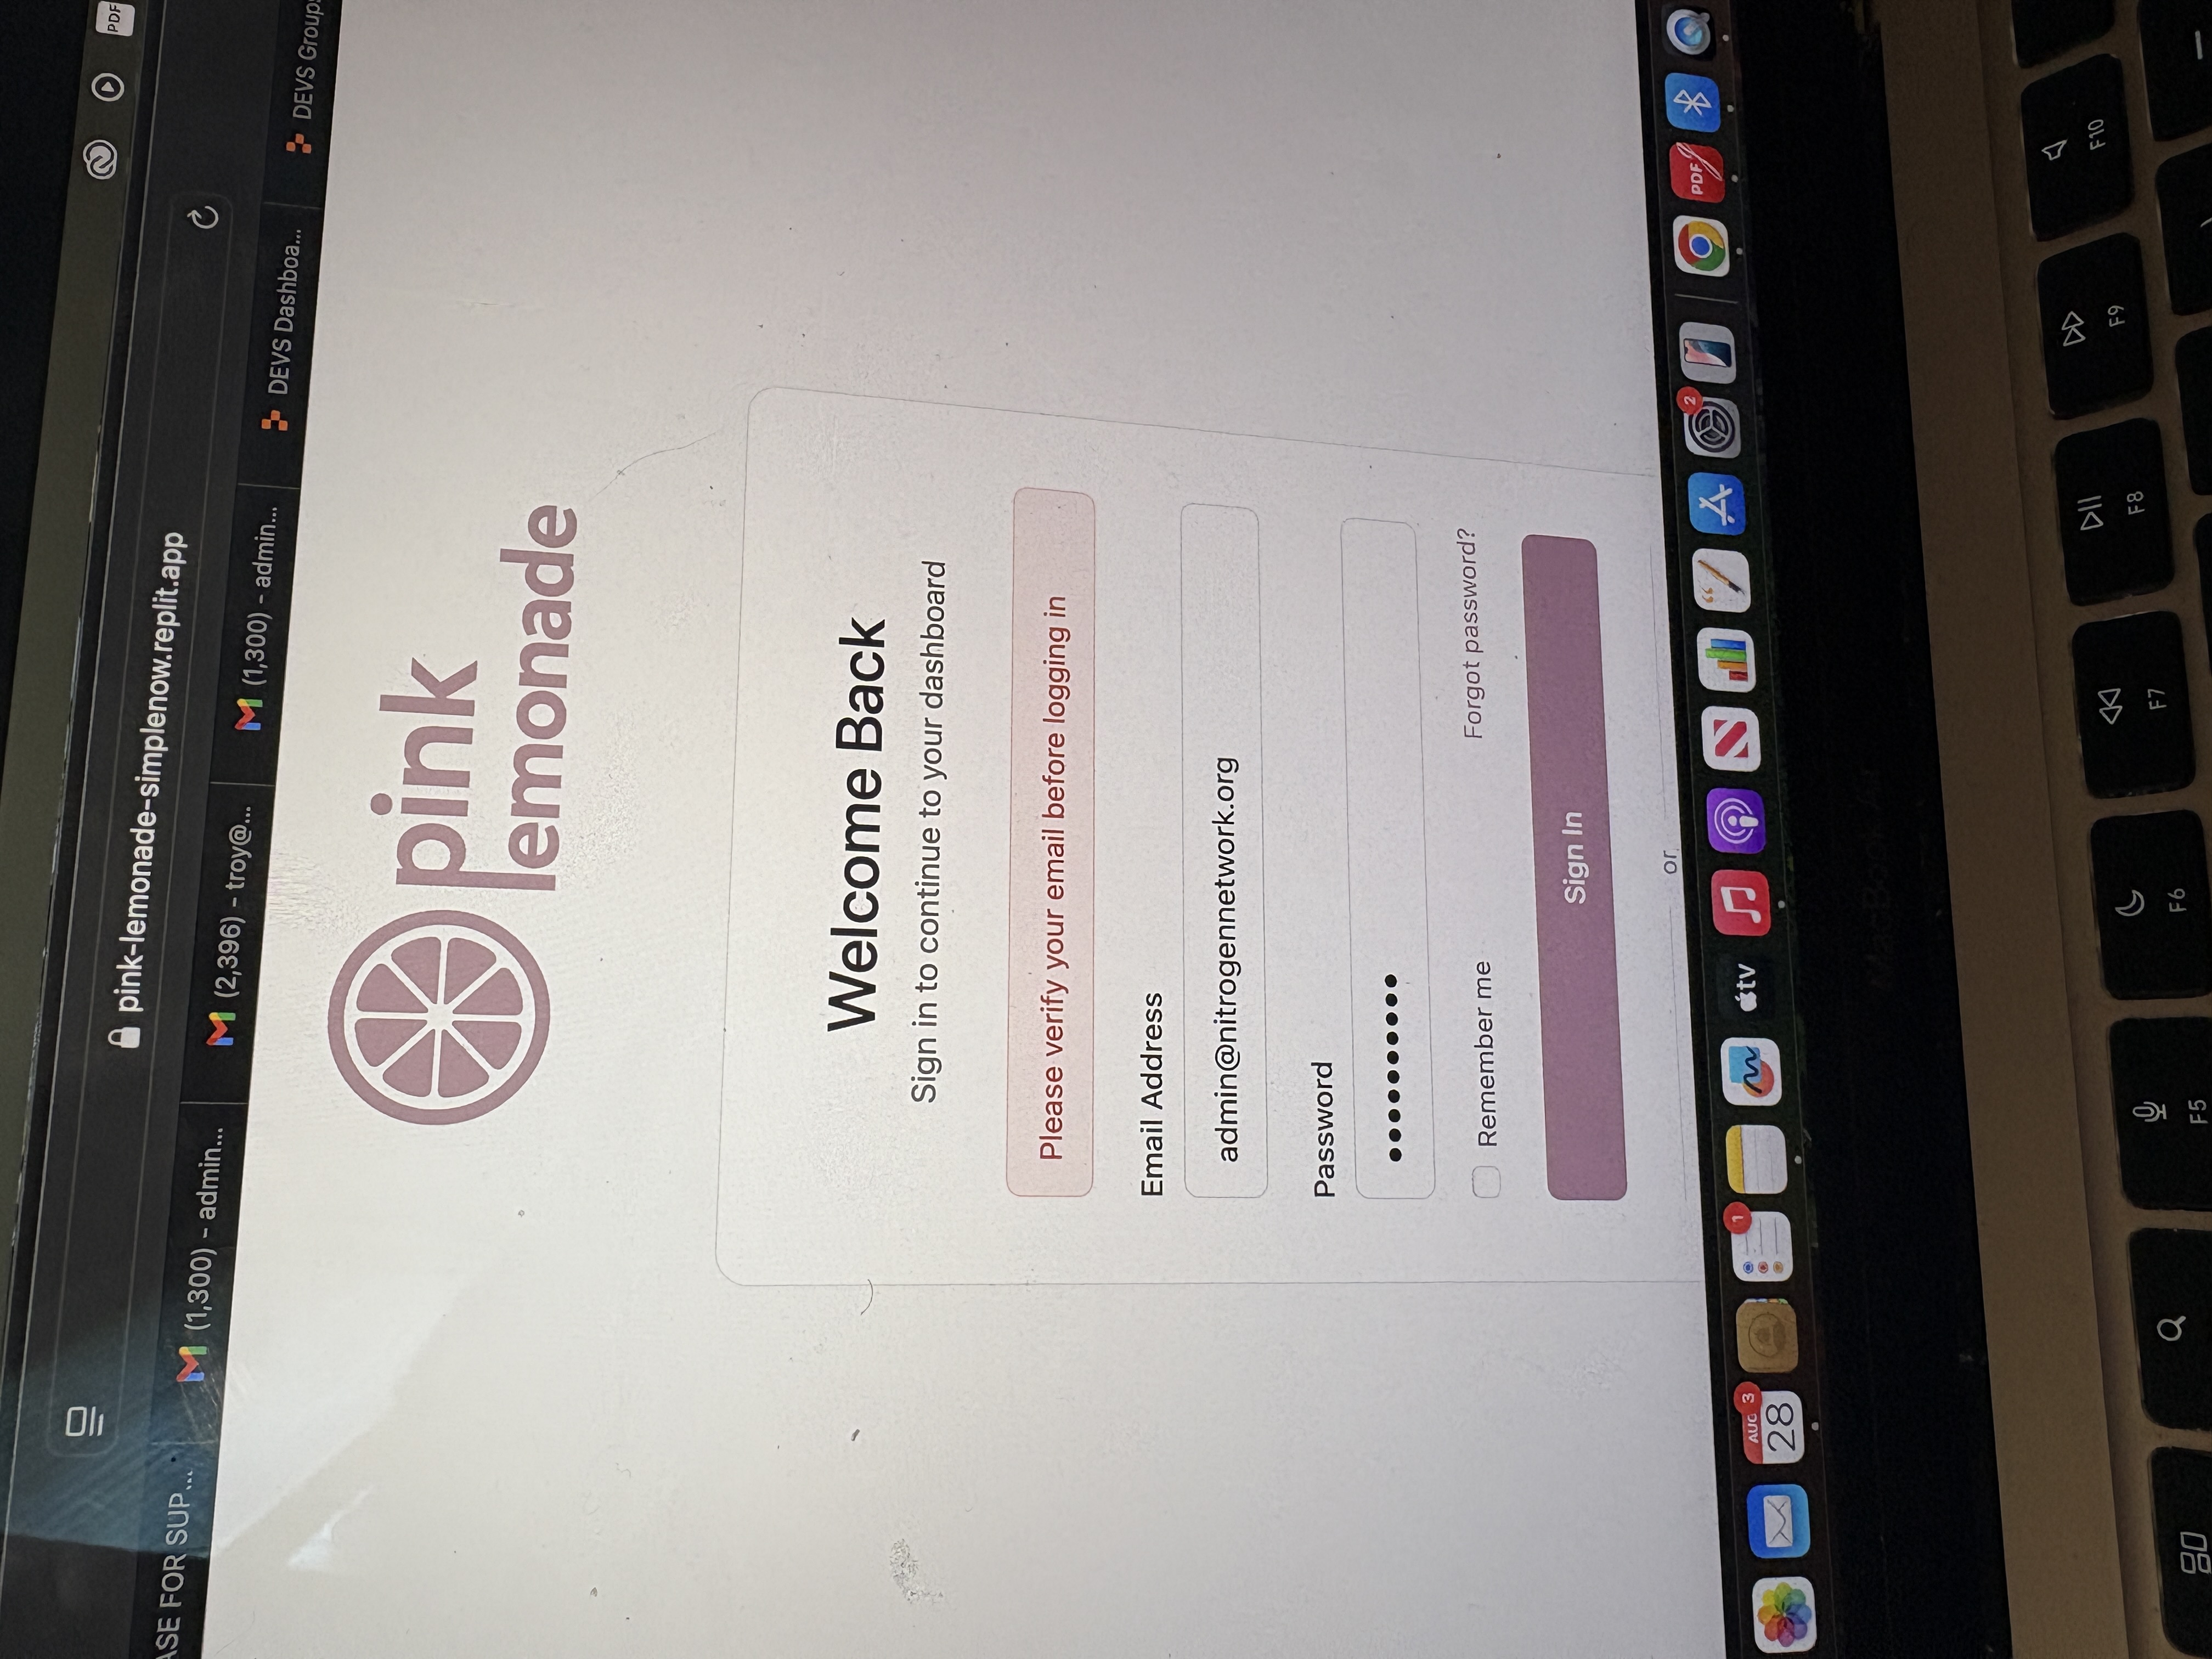 PDF
pink-lemonade-simplenow.replit.app
ASE FOR SUP...
(1,300) - admin...
(2,396) - troy@...
(1,300) - admin...
DEVS Dashboa...
DEVS Groups
pink
lemonade
Welcome Back
Sign in to continue to your dashboard
Please verify your email before logging in
Email Address
admin@nitrogennetwork.org
Password
Remember me
Forgot password?
Sign In
or
AUG
28
3
1
tv
2
PDF
MacBook Air
F5
F6
F7
F8
F9
F10